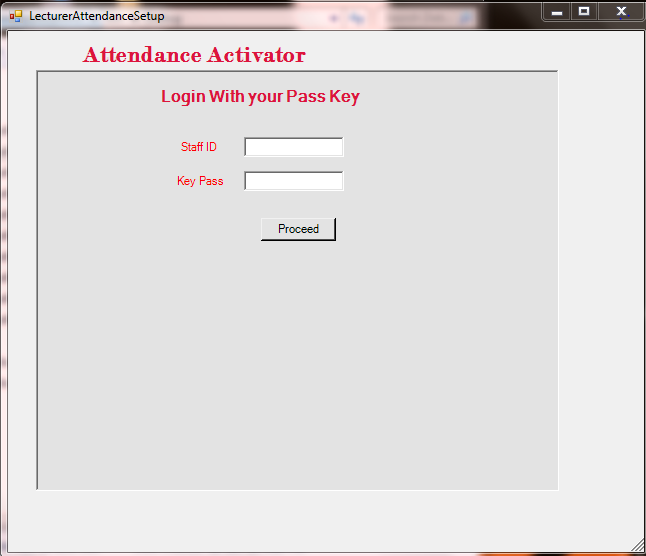 LecturerAttendanceSetup
Attendance Activator
Login With your Pass Key
Staff ID
Key Pass
Proceed